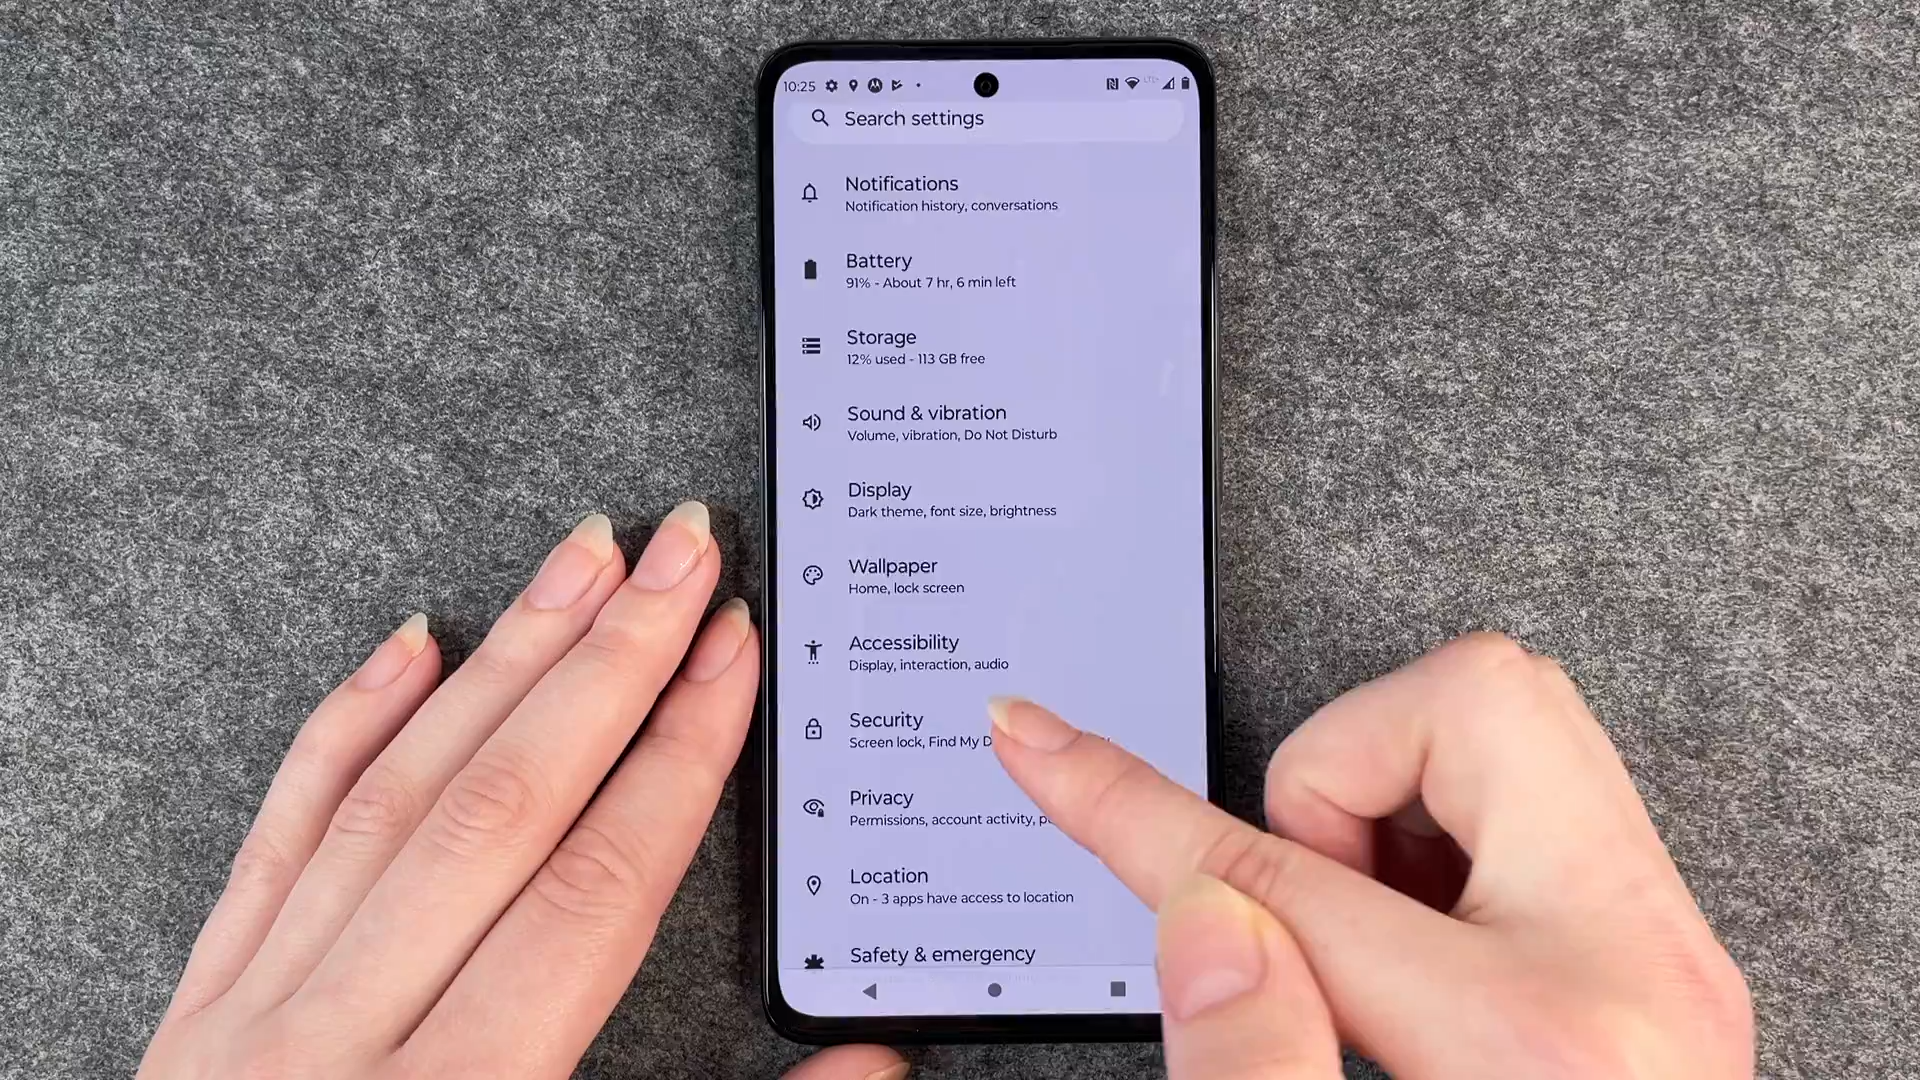 10:25
LTE+
Search settings
Notifications
Notification history, conversations
Battery
91% - About 7 hr, 6 min left
Storage
12% used - 113 GB free
Sound & vibration
Volume, vibration, Do Not Disturb
Display
Dark theme, font size, brightness
Wallpaper
Home, lock screen
Accessibility
Display, interaction, audio
Security
Screen lock, Find My D
Privacy
Permissions, account activity, p
Location
On - 3 apps have access to location
Safety & emergency